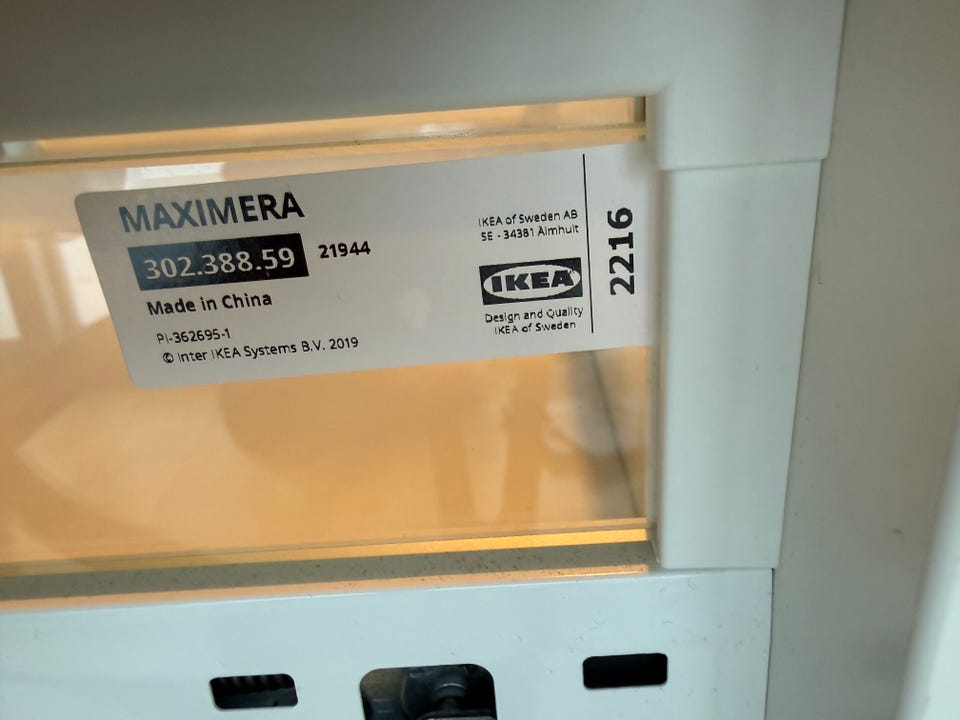 MAXIMERA
302.388.59 21944
Made in China
PI-362695-1
© Inter IKEA Systems B.V. 2019
IKEA of Sweden AB
SE - 34381 Älmhult
IKEA
Design and Quality
IKEA of Sweden
2216